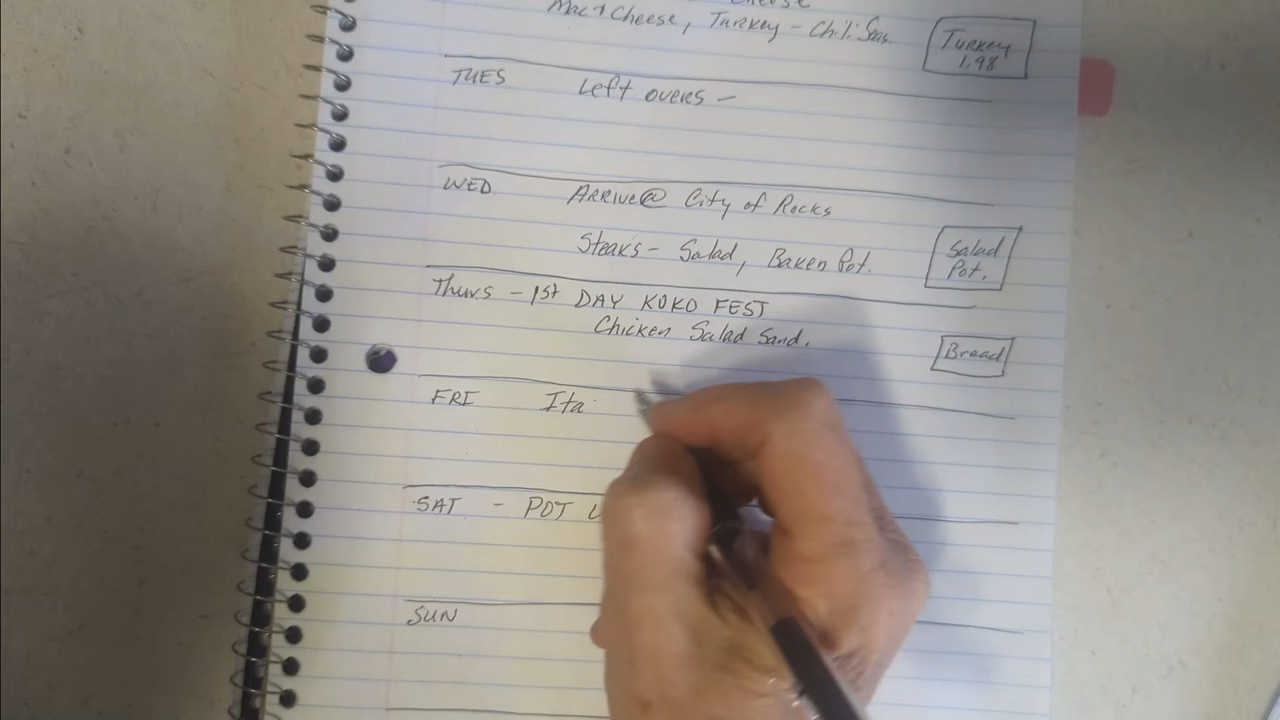 Cheese
Mac + Cheese, Turkey - Chili Seas.
Turkey
1.98
TUES Left overs -
WED ARRIVE @ City of Rocks
Steaks - Salad, Baked Pot.
Salad
Pot.
Thurs - 1st DAY KOKO FEST
Chicken Salad Sand.
Bread
FRI Ita
SAT - POT
SUN